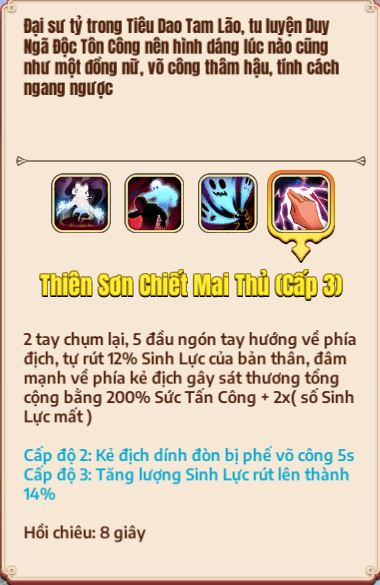 Đại sư tỷ trong Tiêu Dao Tam Lão, tu luyện Duy
Ngã Độc Tôn Công nên hình dáng lúc nào cũng
như một đồng nữ, võ công thâm hậu, tính cách
ngang ngược
Thiên Sơn Chiết Mai Thủ (Cấp 3)
2 tay chụm lại, 5 đầu ngón tay hướng về phía
địch, tự rút 12% Sinh Lực của bản thân, đâm
mạnh về phía kẻ địch gây sát thương tổng
cộng bằng 200% Sức Tấn Công + 2x( số Sinh
Lực mất )
Cấp độ 2: Kẻ địch dính đòn bị phế võ công 5s
Cấp độ 3: Tăng lượng Sinh Lực rút lên thành
14%
Hồi chiêu: 8 giây